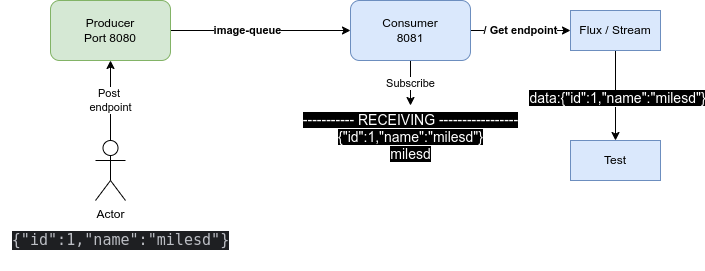 Producer
Port 8080
image-queue
Consumer
8081
/ Get endpoint
Flux / Stream
Post
endpoint
Subscribe
----------- RECEIVING -----------------
{"id":1,"name":"milesd"}
milesd
data:{"id":1,"name":"milesd"}
Test
Actor
{"id":1,"name":"milesd"}